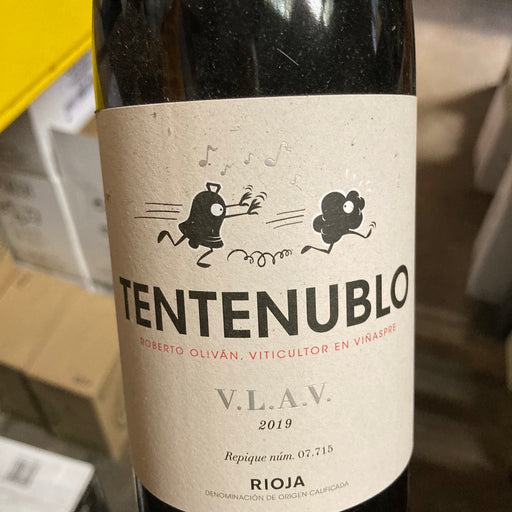 TENTENUBLO
ROBERTO OLIVÁN, VITICULTOR EN VIÑASPRE
V.L.A.V.
2019
Repique núm. 07.715
RIOJA
DENOMINACIÓN DE ORIGEN CALIFICADA